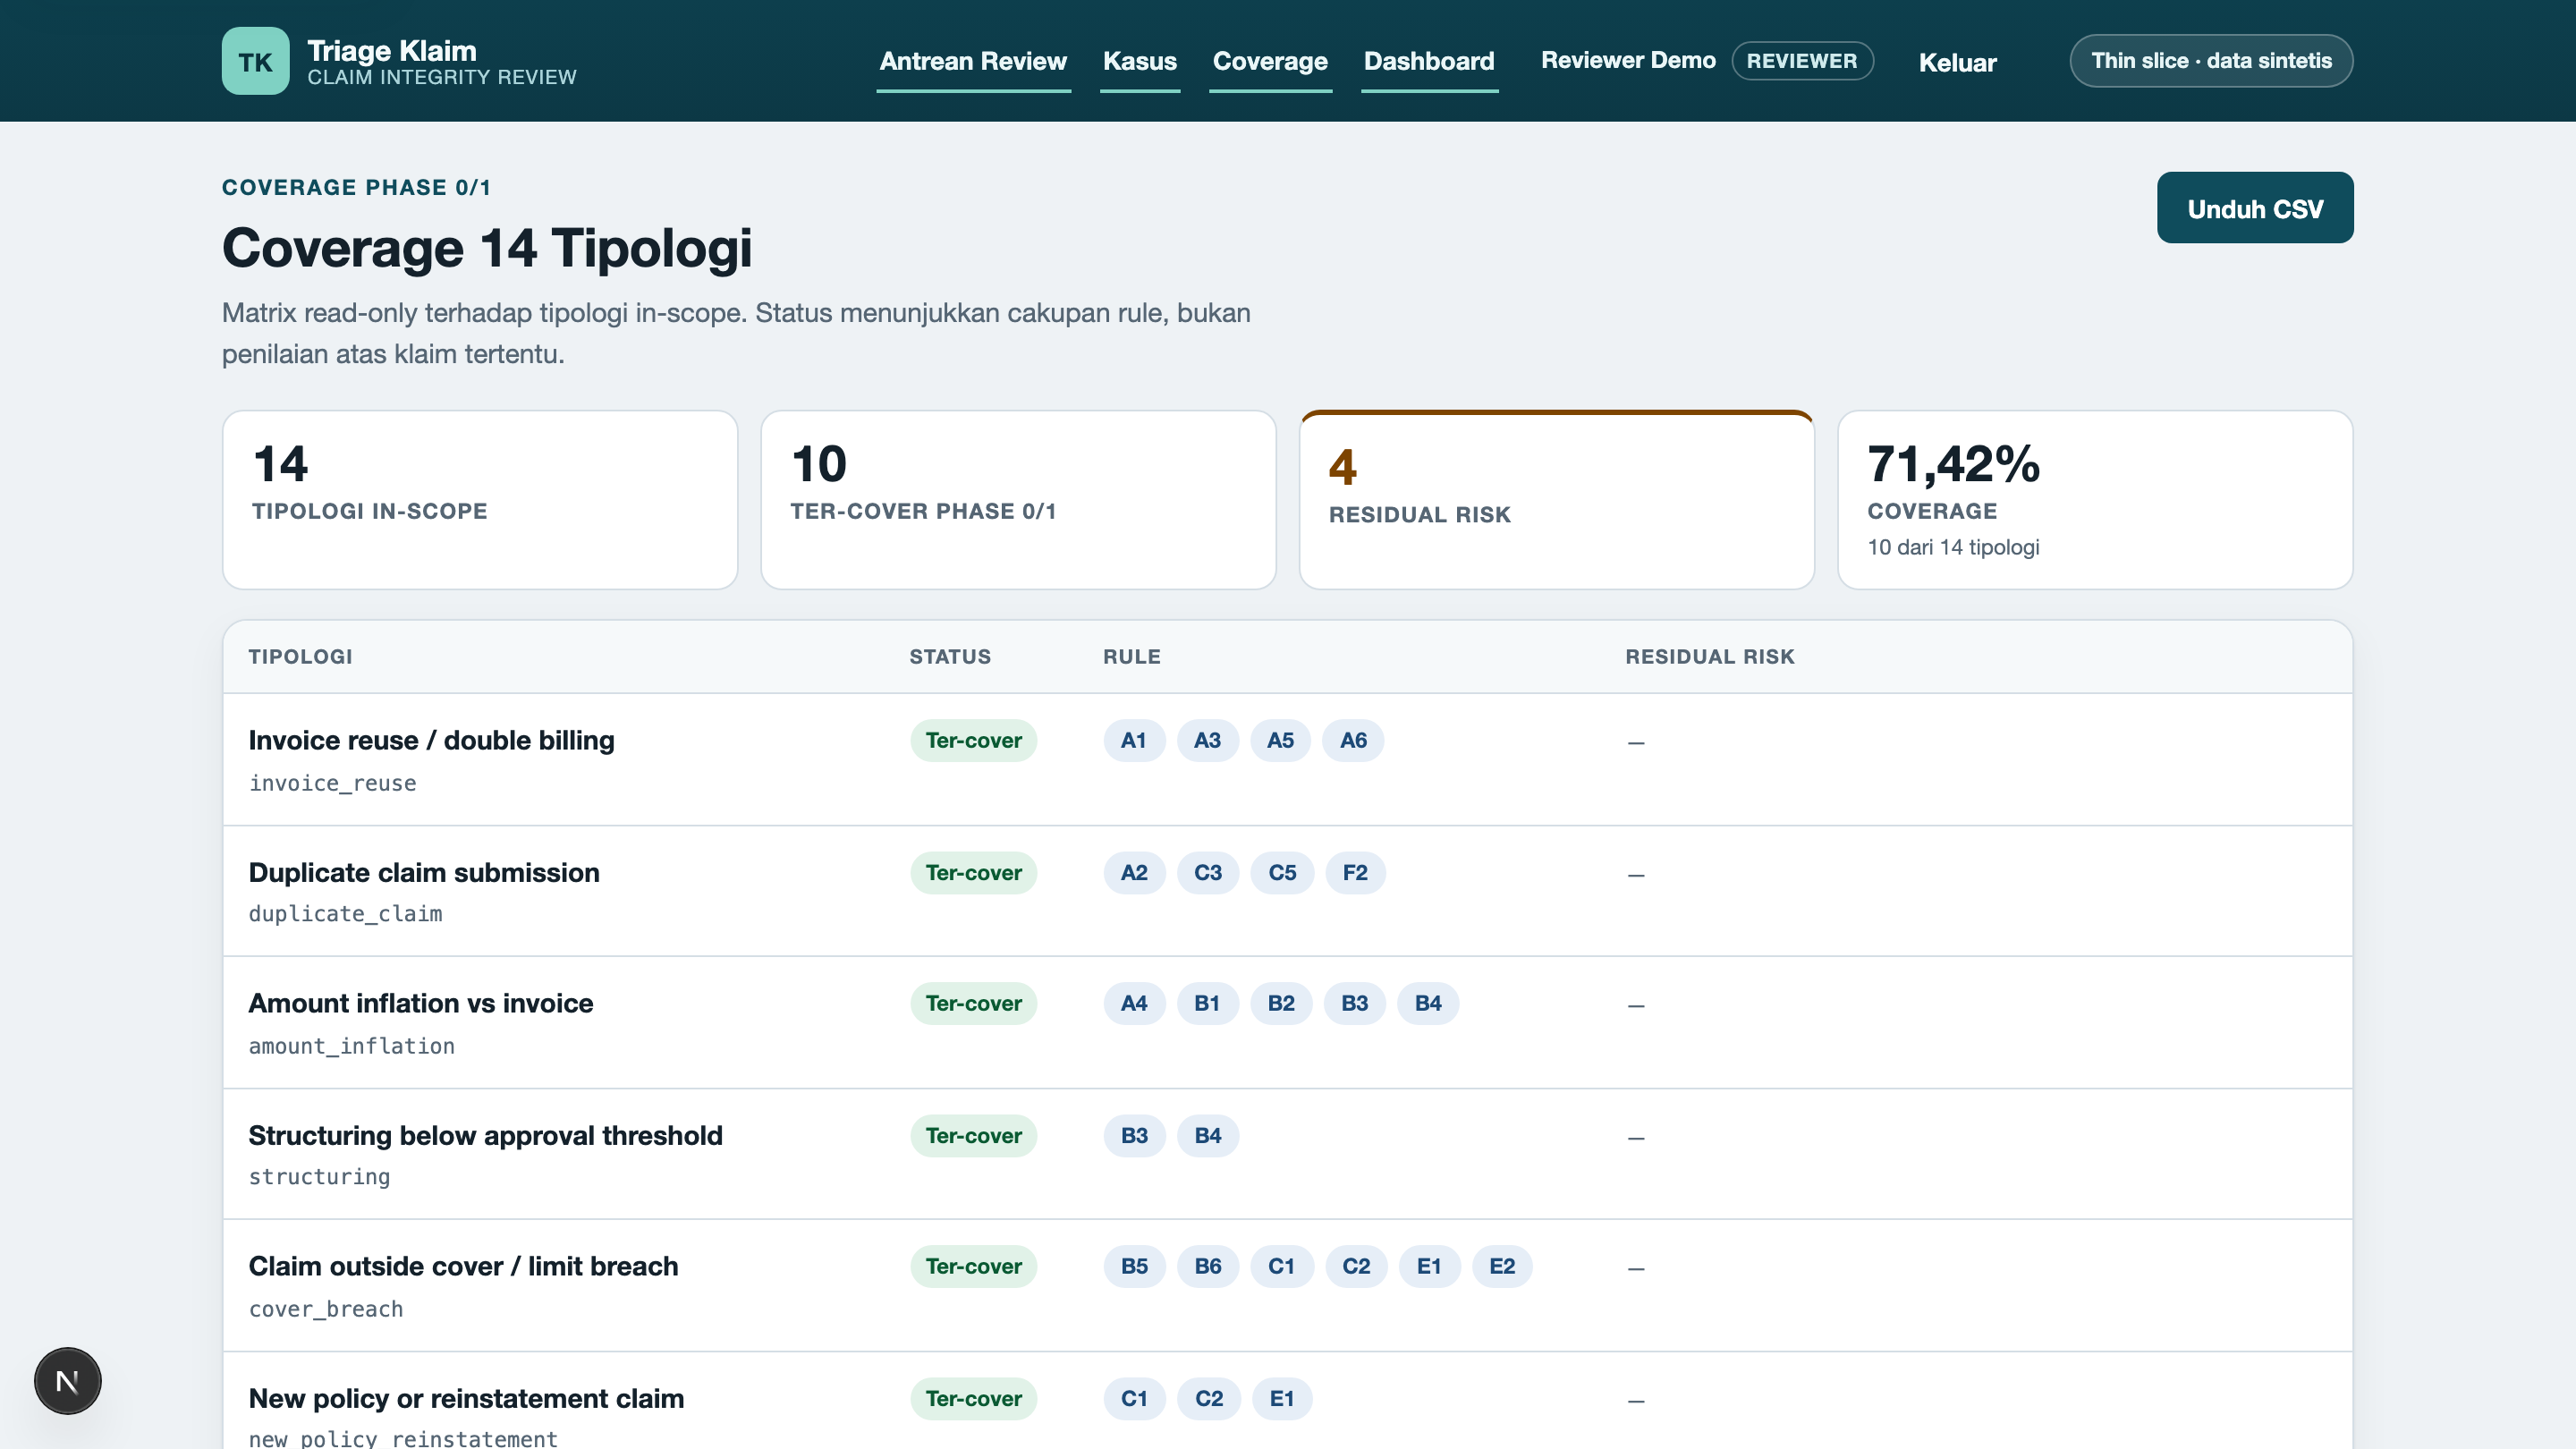 TK
Triage Klaim
CLAIM INTEGRITY REVIEW
Antrean Review
Kasus
Coverage
Dashboard
Reviewer Demo
REVIEWER
Keluar
Thin slice · data sintetis
COVERAGE PHASE 0/1
Coverage 14 Tipologi
Matrix read-only terhadap tipologi in-scope. Status menunjukkan cakupan rule, bukan
penilaian atas klaim tertentu.
Unduh CSV
14
TIPOLOGI IN-SCOPE
10
TER-COVER PHASE 0/1
4
RESIDUAL RISK
71,42%
COVERAGE
10 dari 14 tipologi
TIPOLOGI STATUS RULE RESIDUAL RISK
Invoice reuse / double billing Ter-cover A1 A3 A5 A6 —
invoice_reuse
Duplicate claim submission Ter-cover A2 C3 C5 F2 —
duplicate_claim
Amount inflation vs invoice Ter-cover A4 B1 B2 B3 B4 —
amount_inflation
Structuring below approval threshold Ter-cover B3 B4 —
structuring
Claim outside cover / limit breach Ter-cover B5 B6 C1 C2 E1 E2 —
cover_breach
New policy or reinstatement claim Ter-cover C1 C2 E1 —
new_policy_reinstatement
N